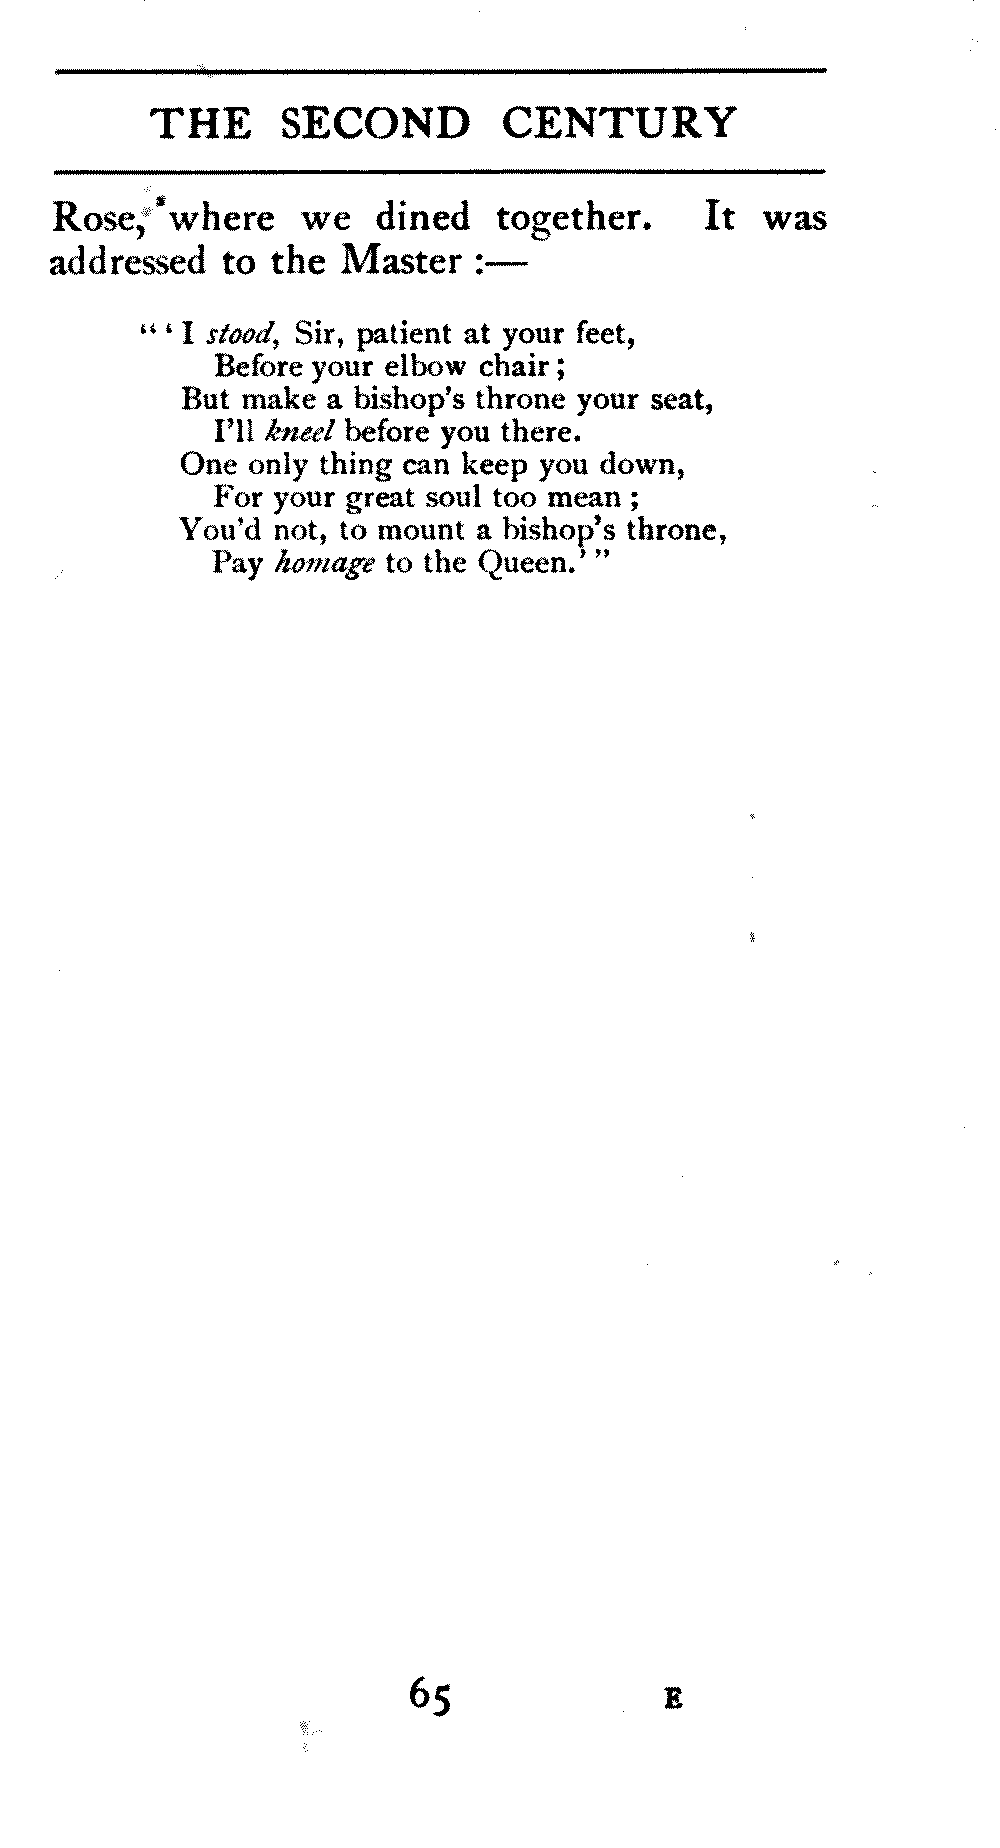 THE SECOND CENTURY
Rose, where we dined together. It was
addressed to the Master :—
“ ‘ I stood, Sir, patient at your feet,
Before your elbow chair ;
But make a bishop’s throne your seat,
I’ll kneel before you there.
One only thing can keep you down,
For your great soul too mean ;
You’d not, to mount a bishop’s throne,
Pay homage to the Queen.’ ”
65 E